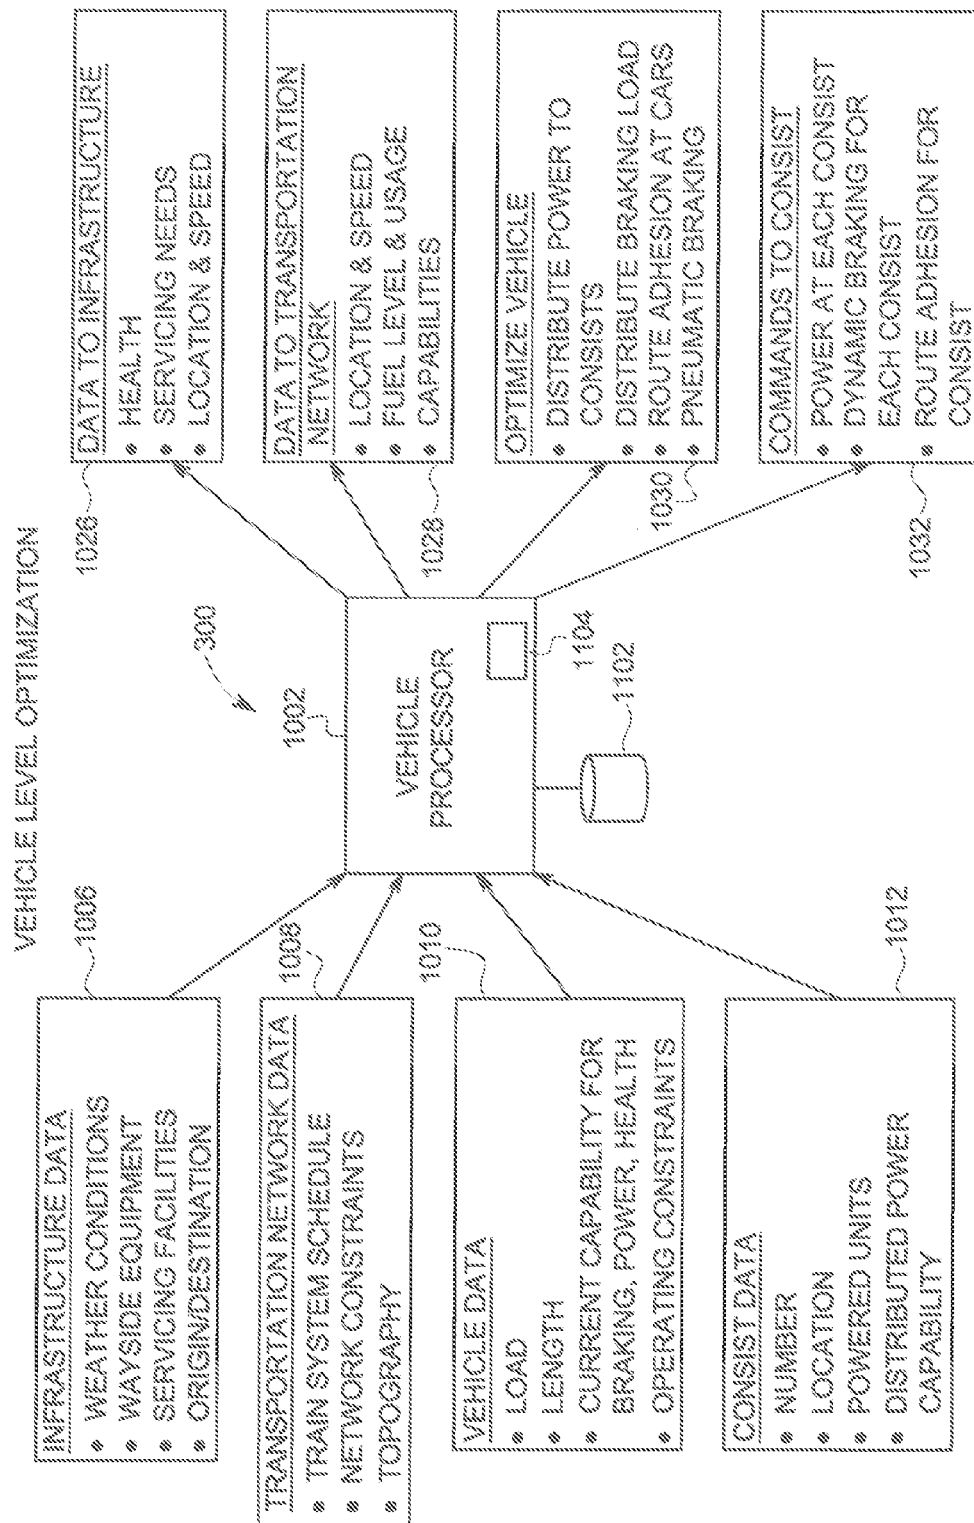 VEHICLE LEVEL OPTIMIZATION
300
INFRASTRUCTURE DATA
• WEATHER CONDITIONS
• WAYSIDE EQUIPMENT
• SERVICING FACILITIES
• ORIGINDESTINATION
1006
TRANSPORTATION NETWORK DATA
• TRAIN SYSTEM SCHEDULE
• NETWORK CONSTRAINTS
• TOPOGRAPHY
1008
VEHICLE DATA
• LOAD
• LENGTH
• CURRENT CAPABILITY FOR
BRAKING, POWER, HEALTH
• OPERATING CONSTRAINTS
1010
CONSIST DATA
• NUMBER
• LOCATION
• POWERED UNITS
• DISTRIBUTED POWER
CAPABILITY
1012
1002
VEHICLE
PROCESSOR
1104
1102
DATA TO INFRASTRUCTURE
• HEALTH
• SERVICING NEEDS
• LOCATION & SPEED
1026
DATA TO TRANSPORTATION
NETWORK
• LOCATION & SPEED
• FUEL LEVEL & USAGE
• CAPABILITIES
1028
OPTIMIZE VEHICLE
• DISTRIBUTE POWER TO
CONSISTS
• DISTRIBUTE BRAKING LOAD
• ROUTE ADHESION AT CARS
• PNEUMATIC BRAKING
1030
COMMANDS TO CONSIST
• POWER AT EACH CONSIST
• DYNAMIC BRAKING FOR
EACH CONSIST
• ROUTE ADHESION FOR
CONSIST
1032